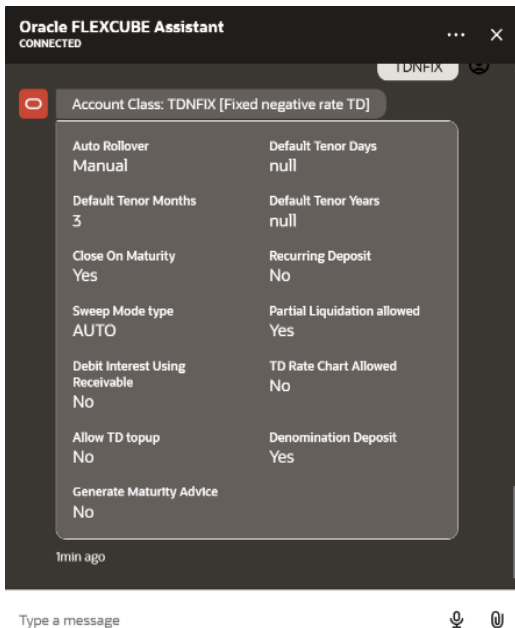 Oracle FLEXCUBE Assistant
CONNECTED
TDNFIX
Account Class: TDNFIX [Fixed negative rate TD]
Auto Rollover
Manual
Default Tenor Days
null
Default Tenor Months
3
Default Tenor Years
null
Close On Maturity
Yes
Recurring Deposit
No
Sweep Mode type
AUTO
Partial Liquidation allowed
Yes
Debit Interest Using
Receivable
No
TD Rate Chart Allowed
No
Allow TD topup
No
Denomination Deposit
Yes
Generate Maturity Advice
No
1min ago
Type a message